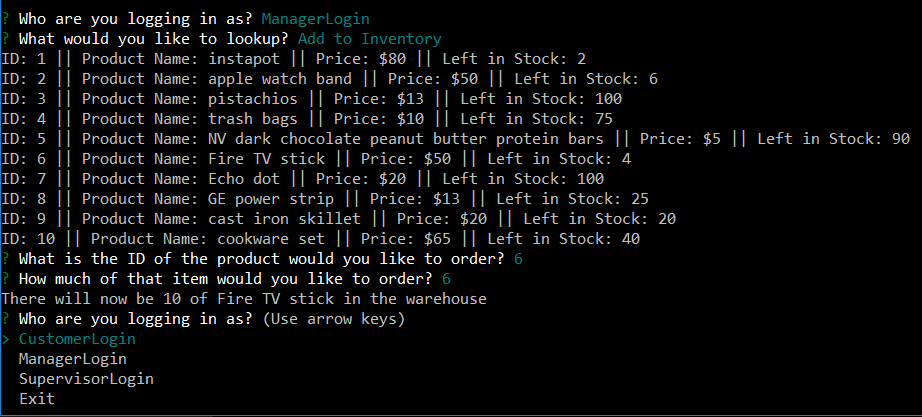 ? Who are you logging in as? ManagerLogin
? What would you like to lookup? Add to Inventory
ID: 1 || Product Name: instapot || Price: $80 || Left in Stock: 2
ID: 2 || Product Name: apple watch band || Price: $50 || Left in Stock: 6
ID: 3 || Product Name: pistachios || Price: $13 || Left in Stock: 100
ID: 4 || Product Name: trash bags || Price: $10 || Left in Stock: 75
ID: 5 || Product Name: NV dark chocolate peanut butter protein bars || Price: $5 || Left in Stock: 90
ID: 6 || Product Name: Fire TV stick || Price: $50 || Left in Stock: 4
ID: 7 || Product Name: Echo dot || Price: $20 || Left in Stock: 100
ID: 8 || Product Name: GE power strip || Price: $13 || Left in Stock: 25
ID: 9 || Product Name: cast iron skillet || Price: $20 || Left in Stock: 20
ID: 10 || Product Name: cookware set || Price: $65 || Left in Stock: 40
? What is the ID of the product would you like to order? 6
? How much of that item would you like to order? 6
There will now be 10 of Fire TV stick in the warehouse
? Who are you logging in as? (Use arrow keys)
> CustomerLogin
ManagerLogin
SupervisorLogin
Exit